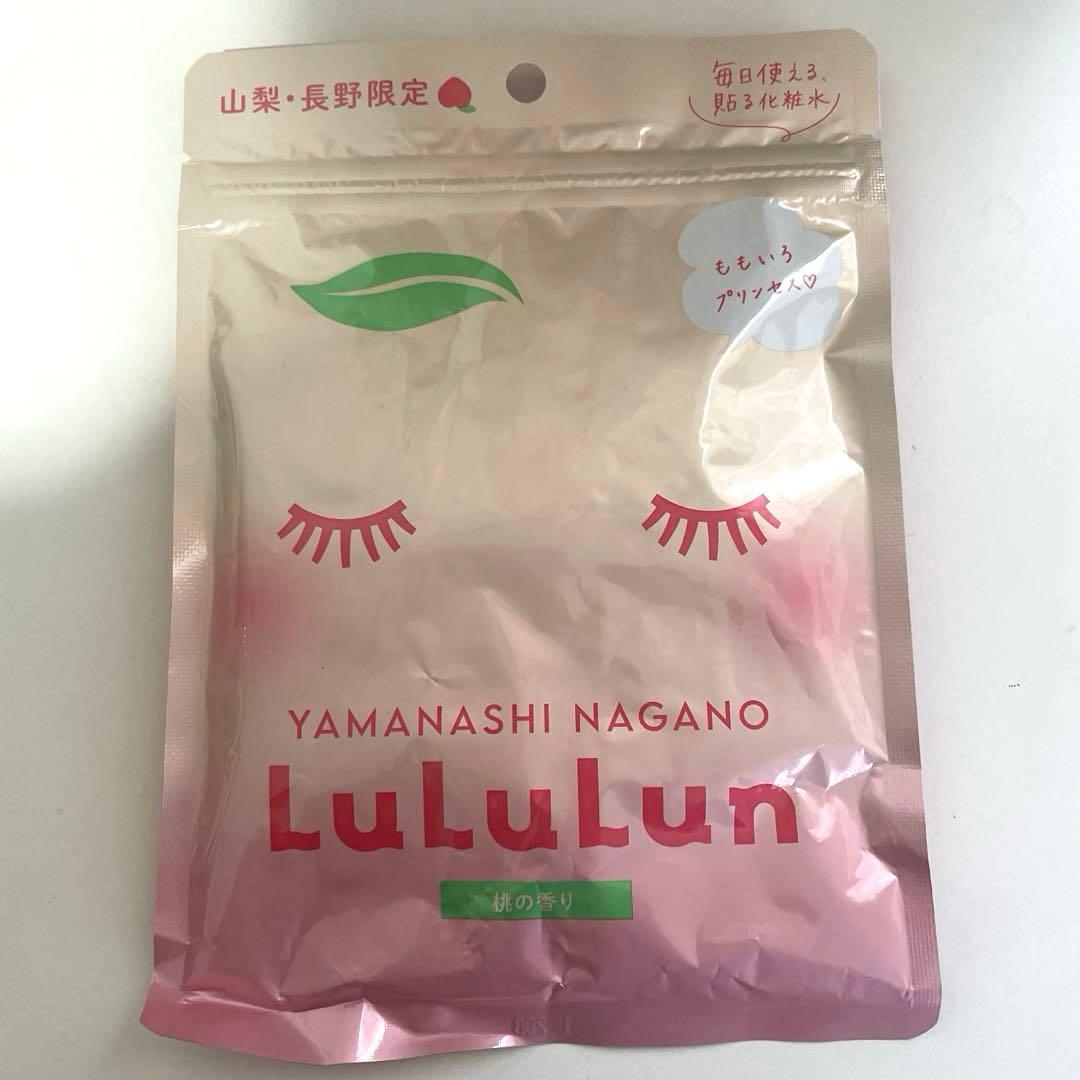 山梨・長野限定
毎日使える、
貼る化粧水
ももいろ
プリンセス♡
YAMANASHI NAGANO
LuLuLun
桃の香り